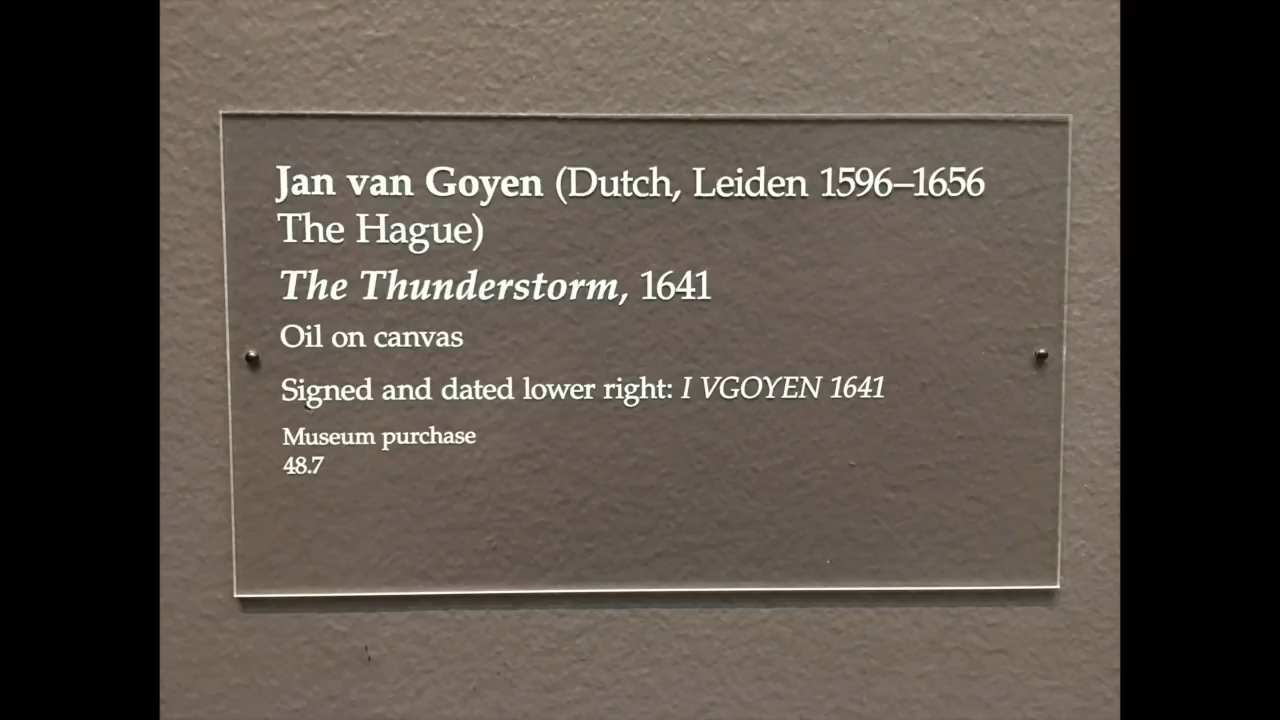 Jan van Goyen (Dutch, Leiden 1596–1656
The Hague)
The Thunderstorm, 1641
Oil on canvas
Signed and dated lower right: I VGOYEN 1641
Museum purchase
48.7